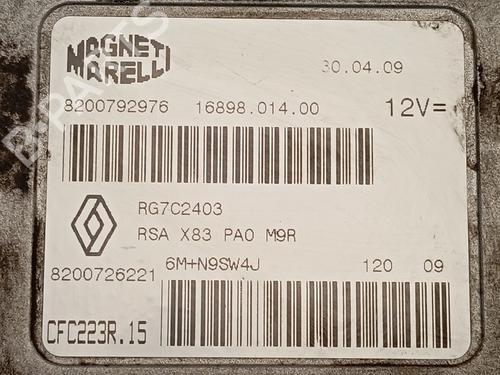 MAGNETI
MARELLI
30.04.09
8200792976 16898.014.00 12V=
RG7C2403
RSA X83 PA0 M9R
6M+N9SW4J
8200726221 120 09
CFC223R.15